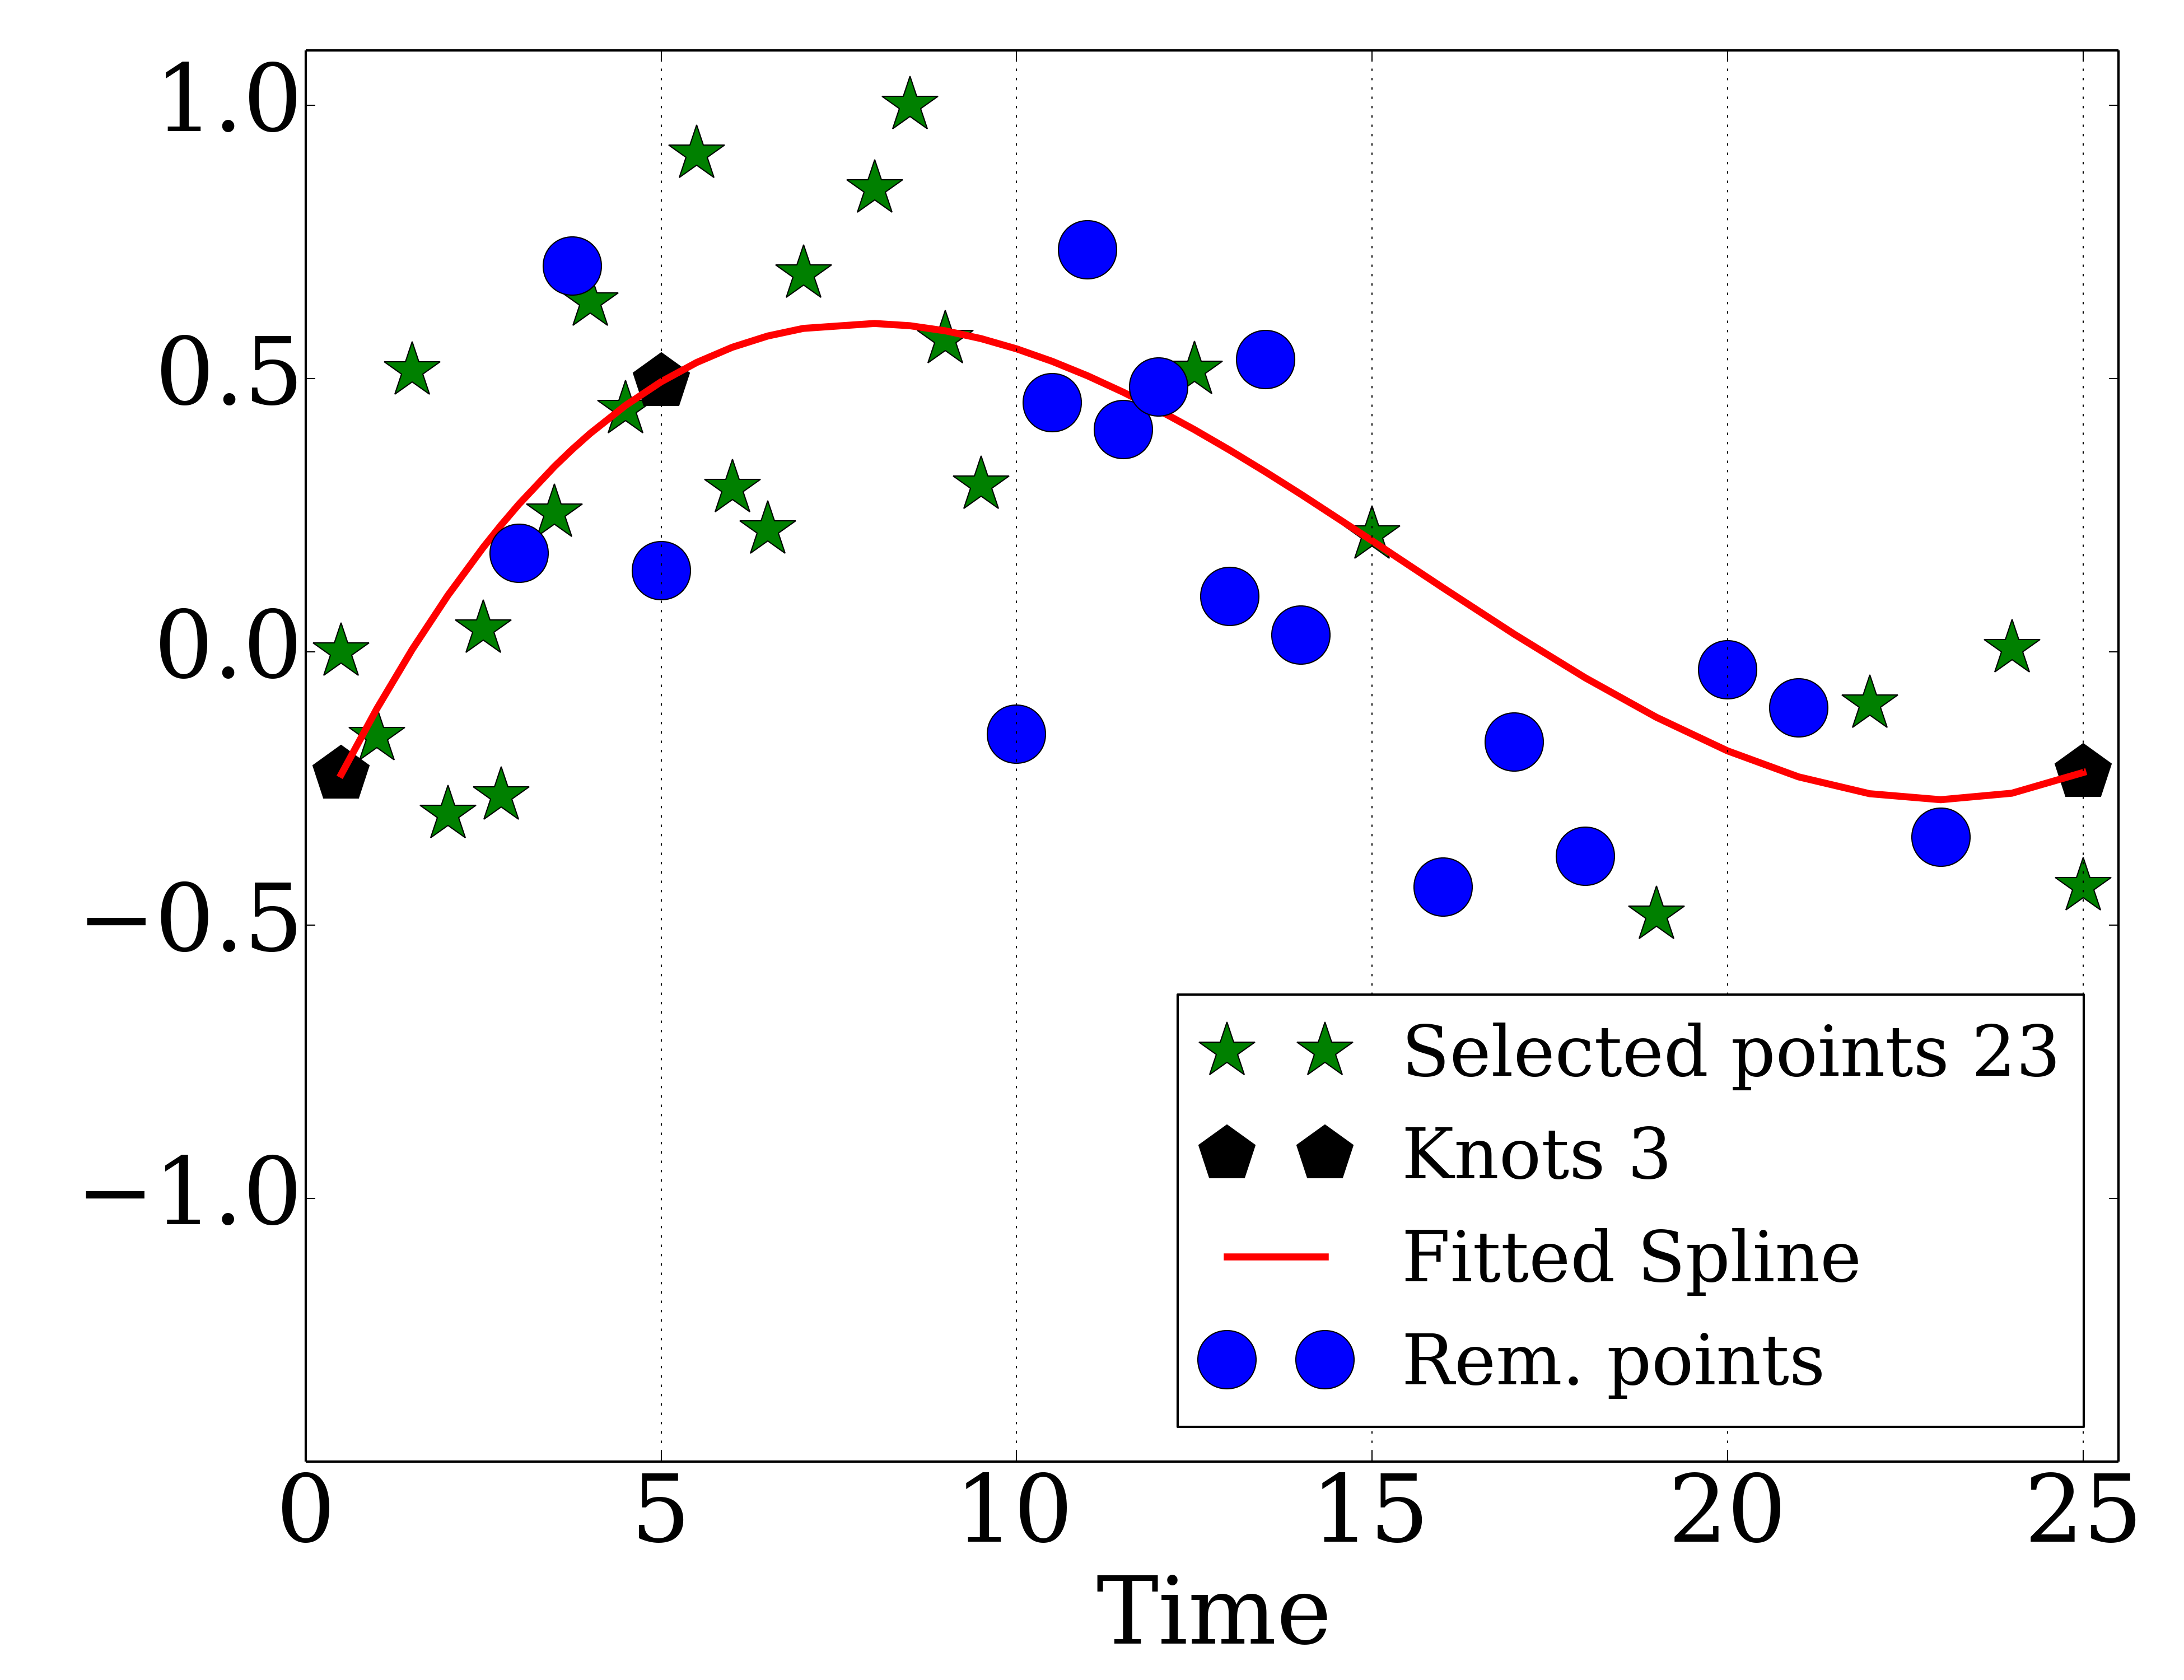 1.0
0.5
0.0
−0.5
−1.0
Selected points 23
Knots 3
Fitted Spline
Rem. points
0 5 10 15 20 25
Time